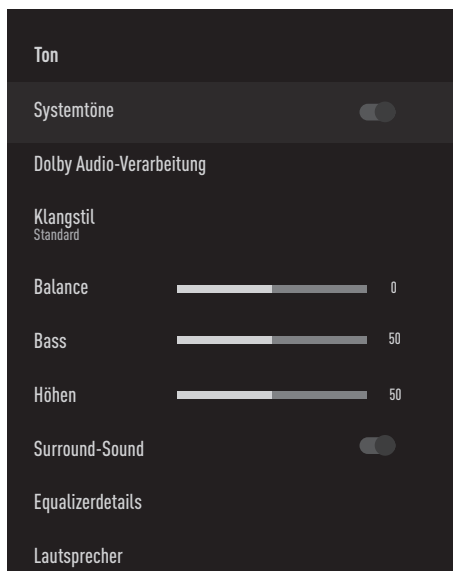 Ton
Systemtöne
Dolby Audio-Verarbeitung
Klangstil
Standard
Balance 0
Bass 50
Höhen 50
Surround-Sound
Equalizerdetails
Lautsprecher